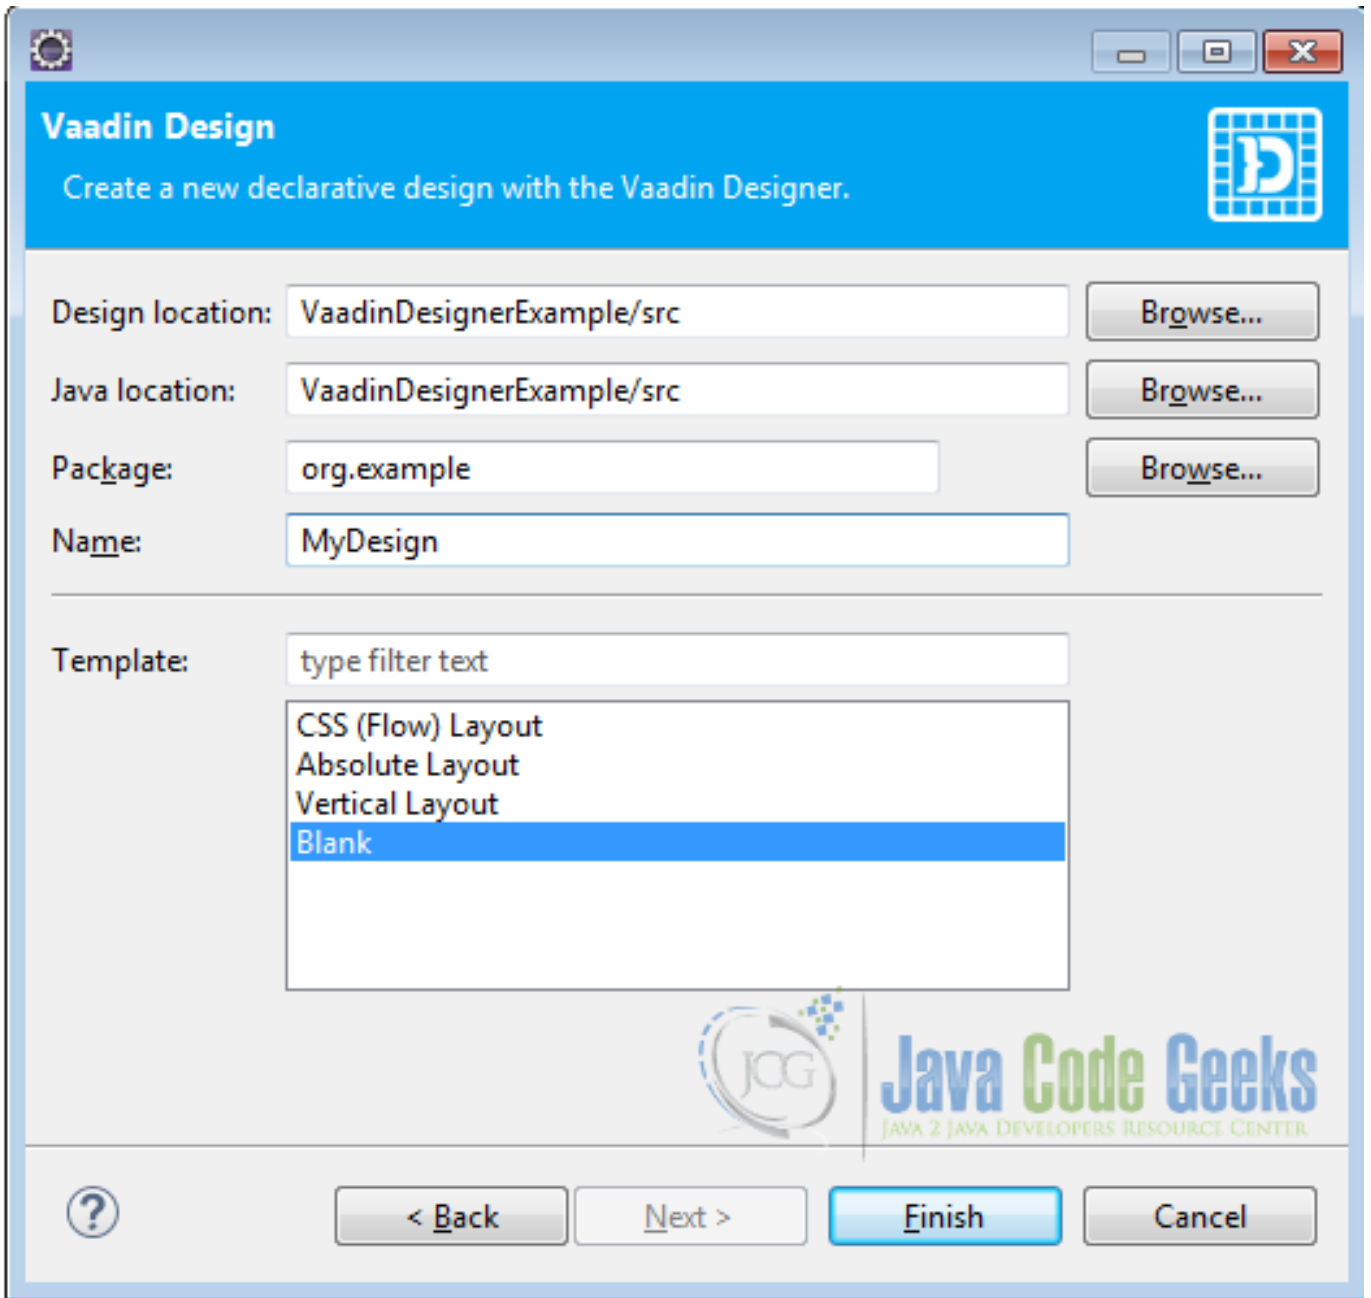 Vaadin Design
Create a new declarative design with the Vaadin Designer.
Design location: VaadinDesignerExample/src Browse...
Java location: VaadinDesignerExample/src Browse...
Package: org.example Browse...
Name: MyDesign
Template: type filter text
CSS (Flow) Layout
Absolute Layout
Vertical Layout
Blank
JCG Java Code Geeks
JAVA 2 JAVA DEVELOPERS RESOURCE CENTER
? < Back Next > Finish Cancel